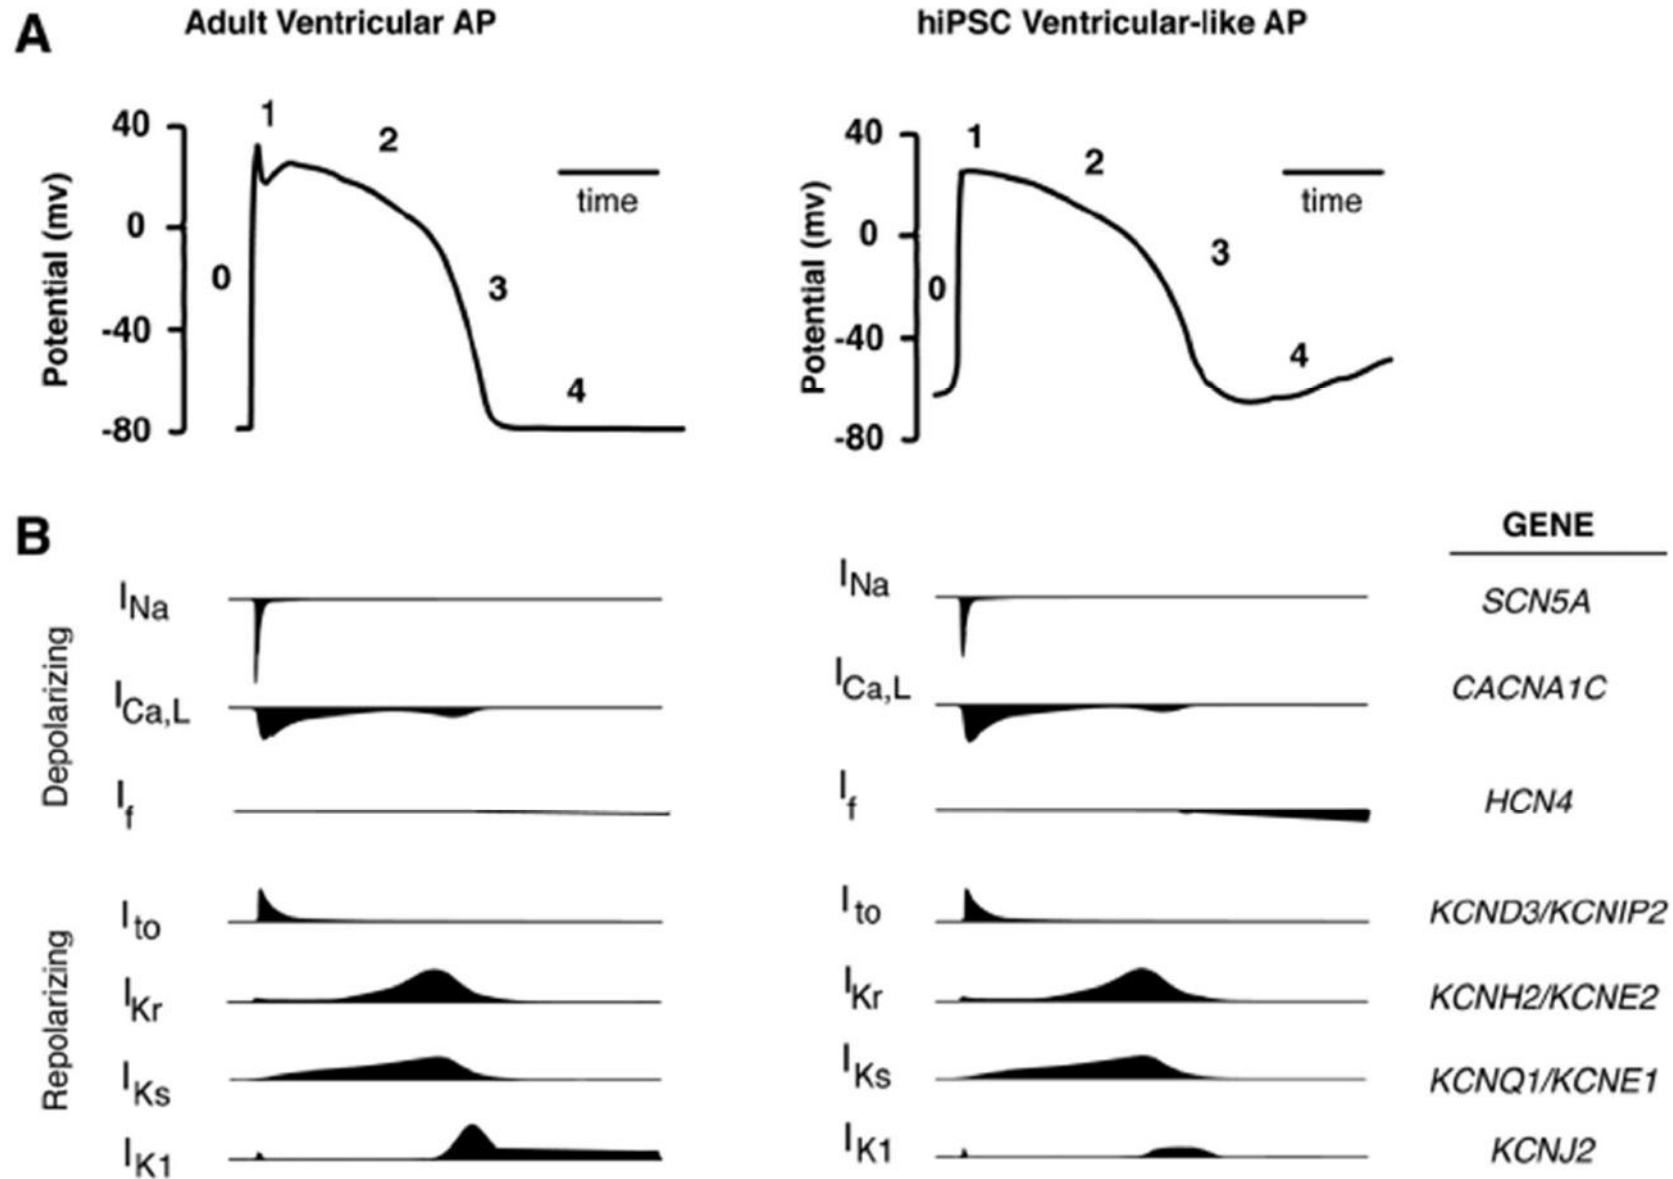 A
Adult Ventricular AP
hiPSC Ventricular-like AP
Potential (mv)
40
0
-40
-80
0
1
2
3
4
time
Potential (mv)
40
0
-40
-80
0
1
2
3
4
time
B
GENE
Depolarizing
INa
INa
SCN5A
ICa,L
ICa,L
CACNA1C
If
If
HCN4
Repolarizing
Ito
Ito
KCND3/KCNIP2
IKr
IKr
KCNH2/KCNE2
IKs
IKs
KCNQ1/KCNE1
IK1
IK1
KCNJ2